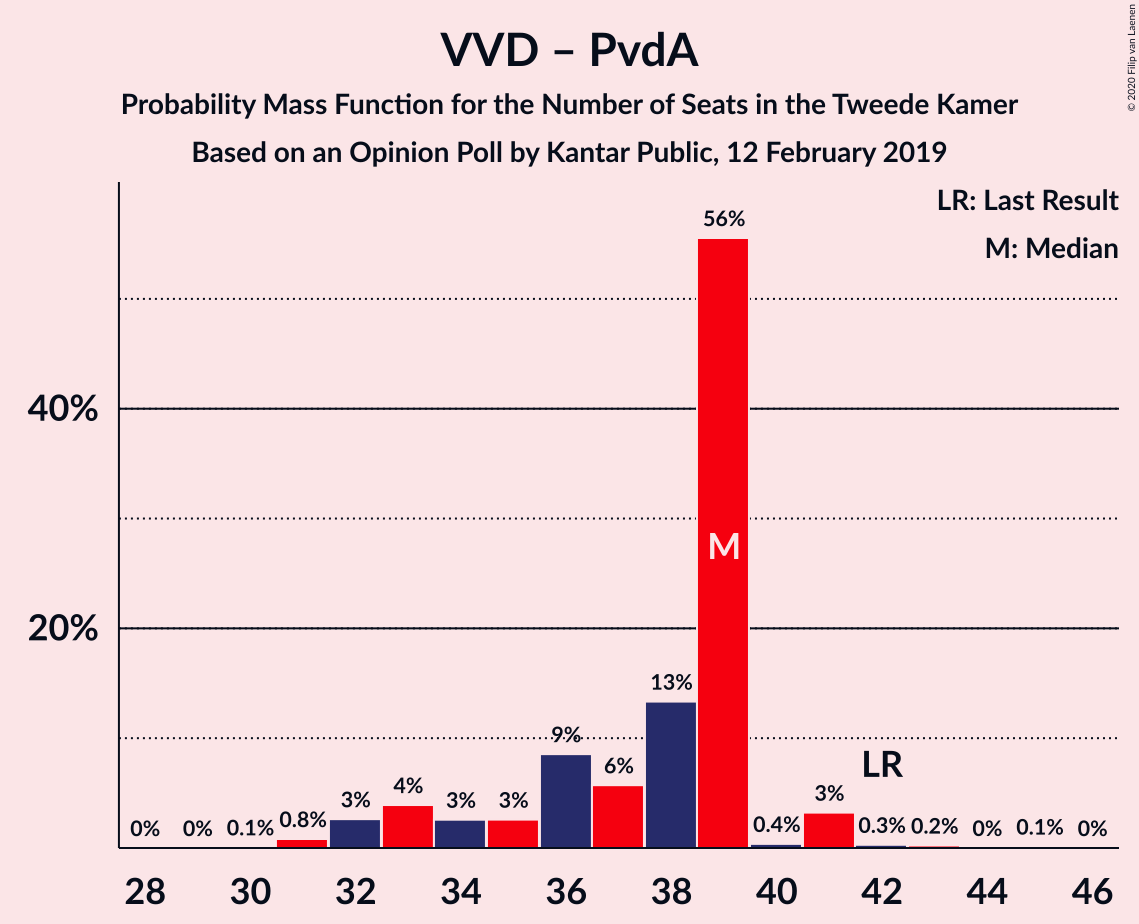 VVD – PvdA
Probability Mass Function for the Number of Seats in the Tweede Kamer
Based on an Opinion Poll by Kantar Public, 12 February 2019
© 2020 Filip van Laenen
LR: Last Result
M: Median
56%
40%
M
20%
13%
9%
6%
LR
4%
3%
3%
3%
3%
0.8%
0% 0% 0.1% 0.4% 0.3% 0.2% 0% 0.1% 0%
28 30 32 34 36 38 40 42 44 46